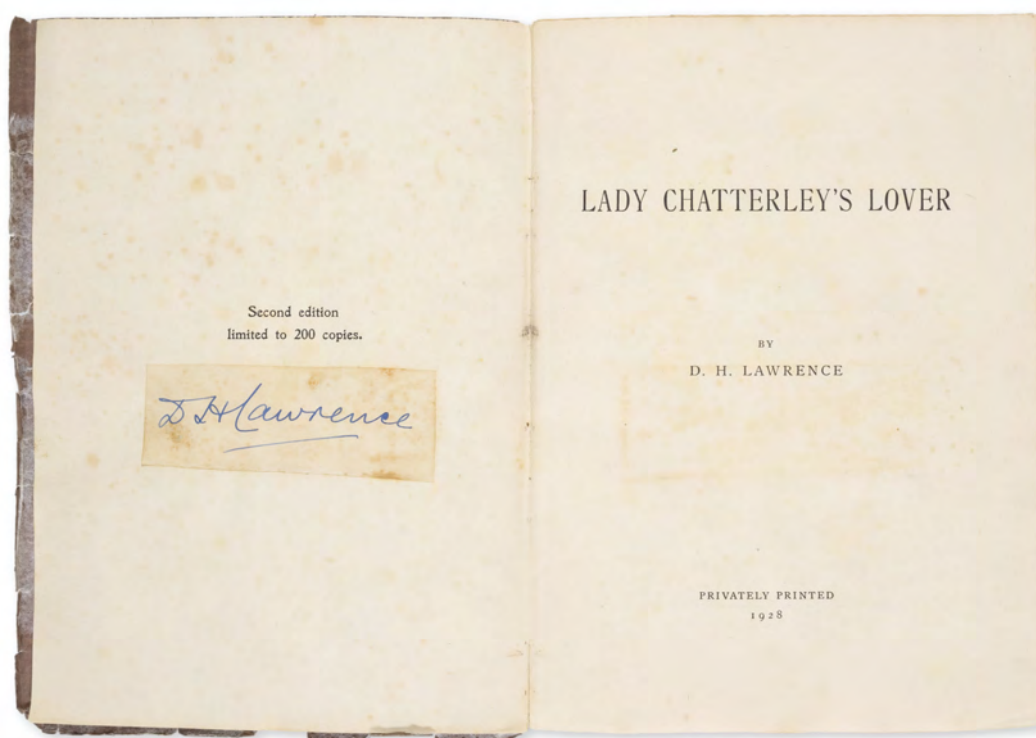 Second edition
limited to 200 copies.
D H Lawrence
LADY CHATTERLEY'S LOVER
BY
D. H. LAWRENCE
PRIVATELY PRINTED
1928